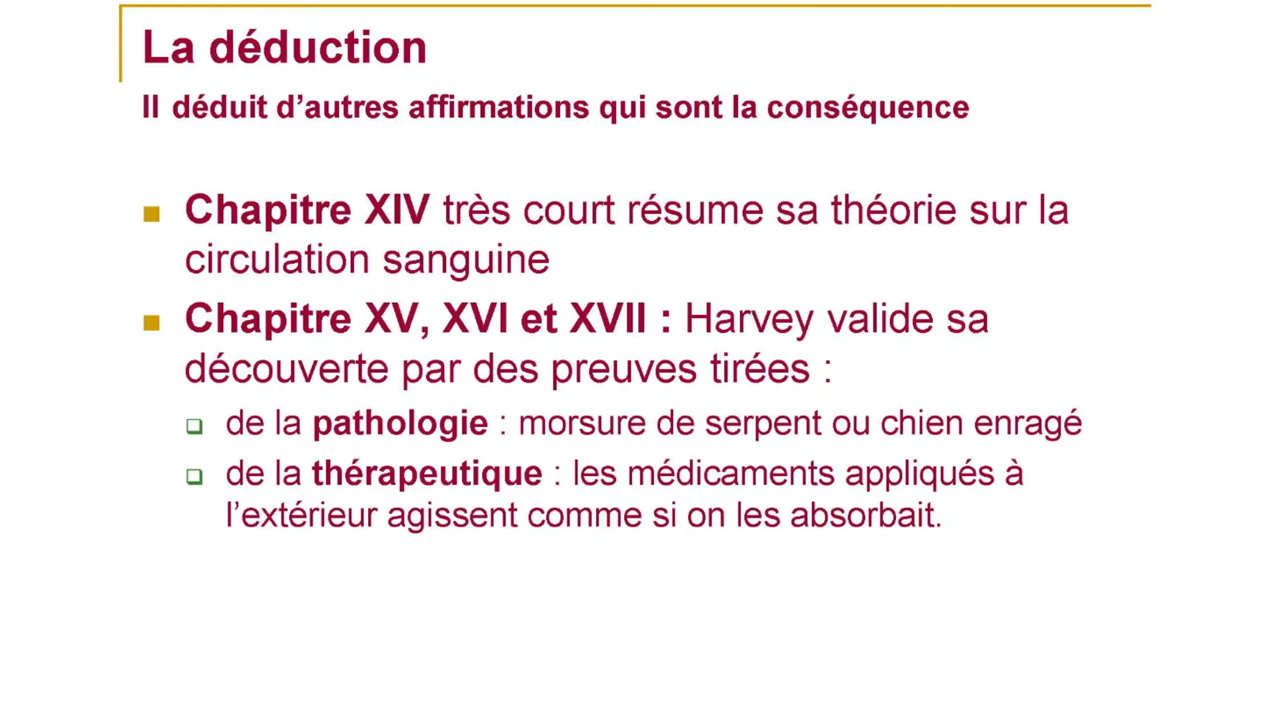 La déduction
Il déduit d’autres affirmations qui sont la conséquence
Chapitre XIV très court résume sa théorie sur la
circulation sanguine
Chapitre XV, XVI et XVII : Harvey valide sa
découverte par des preuves tirées :
de la pathologie : morsure de serpent ou chien enragé
de la thérapeutique : les médicaments appliqués à
l’extérieur agissent comme si on les absorbait.